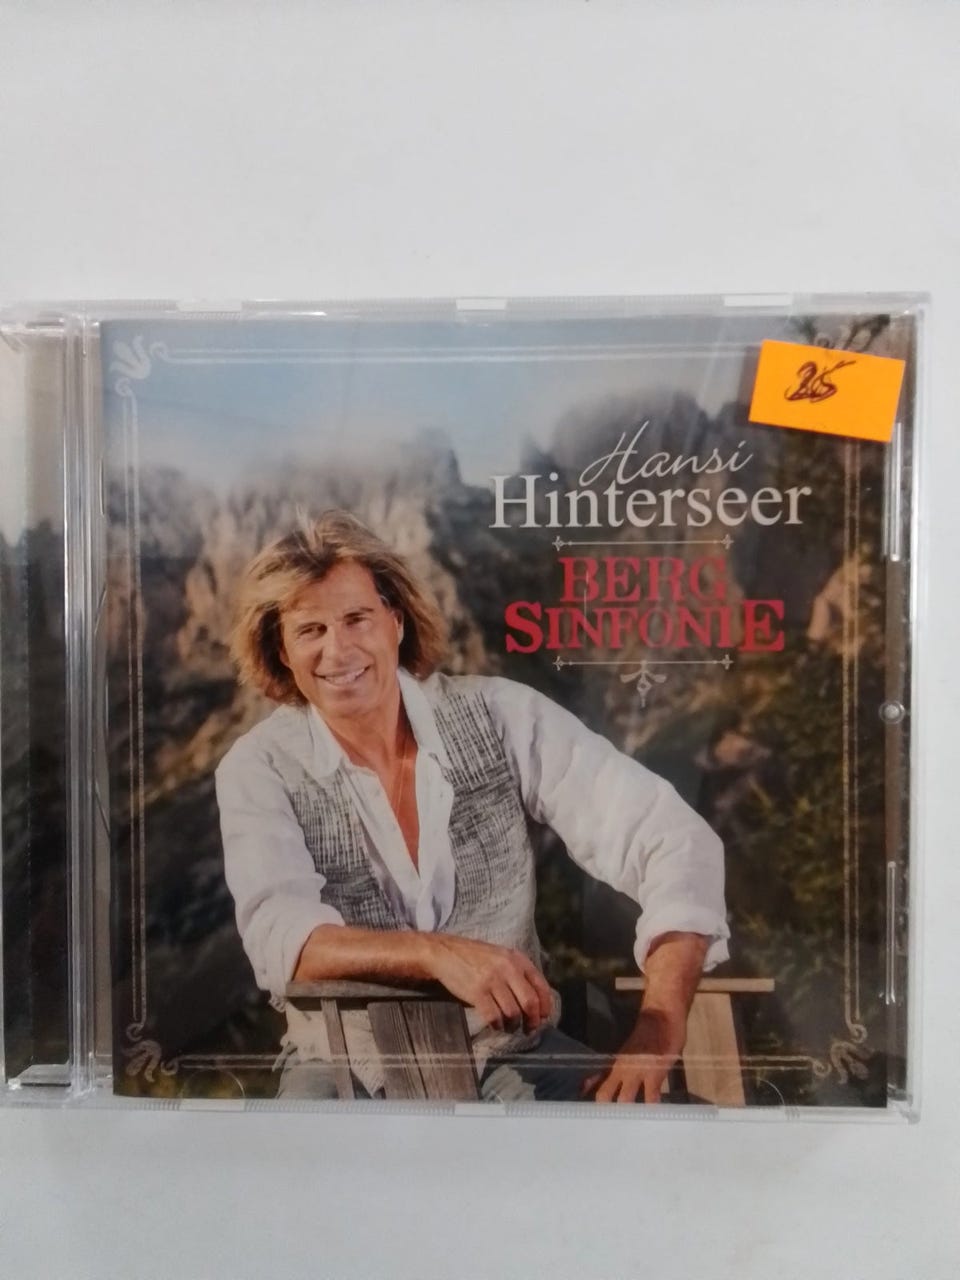 Hansi
Hinterseer
BERG
SINFONIE